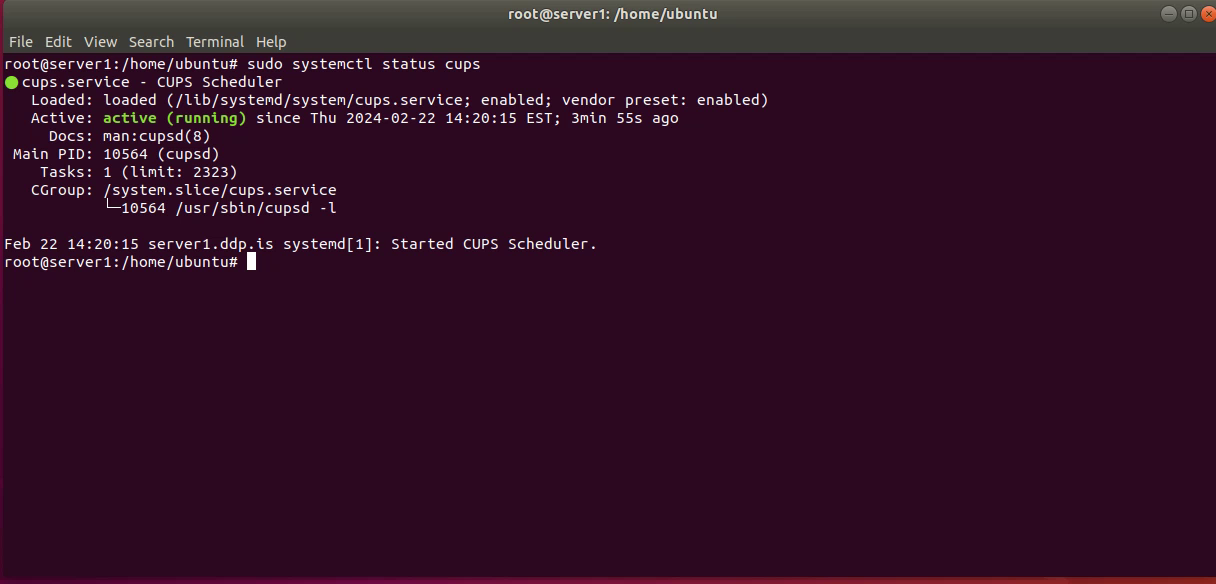 root@server1: /home/ubuntu
File Edit View Search Terminal Help
root@server1:/home/ubuntu# sudo systemctl status cups
● cups.service - CUPS Scheduler
   Loaded: loaded (/lib/systemd/system/cups.service; enabled; vendor preset: enabled)
   Active: active (running) since Thu 2024-02-22 14:20:15 EST; 3min 55s ago
     Docs: man:cupsd(8)
 Main PID: 10564 (cupsd)
    Tasks: 1 (limit: 2323)
   CGroup: /system.slice/cups.service
           └─10564 /usr/sbin/cupsd -l
Feb 22 14:20:15 server1.ddp.is systemd[1]: Started CUPS Scheduler.
root@server1:/home/ubuntu#